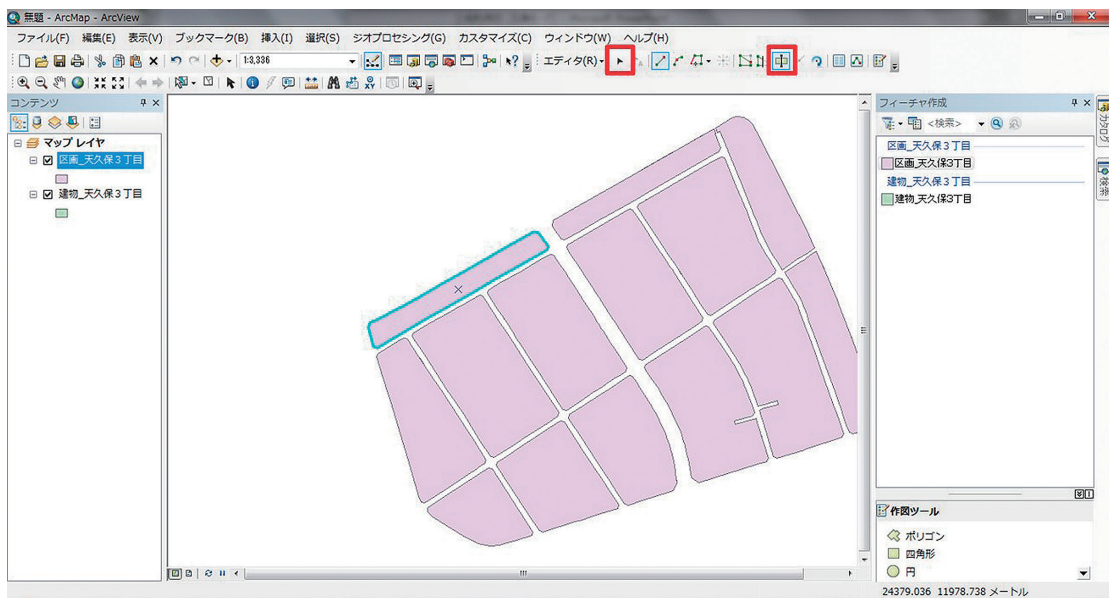 無題 - ArcMap - ArcView
ファイル(F) 編集(E) 表示(V) ブックマーク(B) 挿入(I) 選択(S) ジオプロセシング(G) カスタマイズ(C) ウィンドウ(W) ヘルプ(H)
1:3,336 エディタ(R)
コンテンツ
マップ レイヤ
区画_天久保3丁目
建物_天久保3丁目
フィーチャ作成
<検索>
区画_天久保3丁目
区画_天久保3丁目
建物_天久保3丁目
建物_天久保3丁目
カタログ
検索
作図ツール
ポリゴン
四角形
円
24379.036 11978.738 メートル